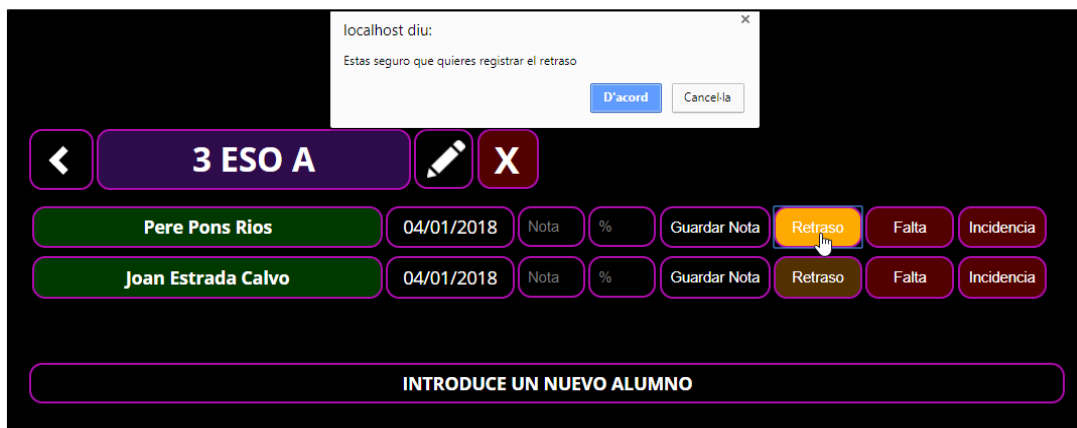 localhost diu:
Estas seguro que quieres registrar el retraso
D'acord Cancel·la
3 ESO A X
Pere Pons Rios 04/01/2018 Nota % Guardar Nota Retraso Falta Incidencia
Joan Estrada Calvo 04/01/2018 Nota % Guardar Nota Retraso Falta Incidencia
INTRODUCE UN NUEVO ALUMNO